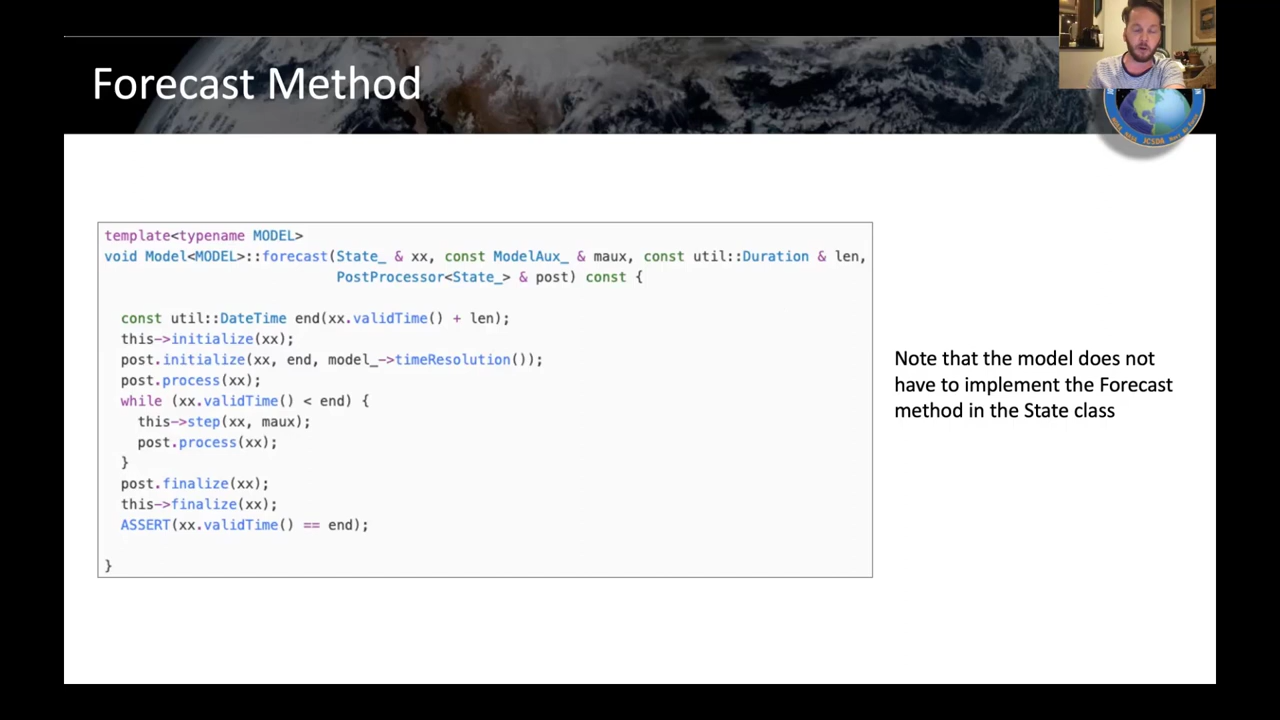 Forecast Method
template<typename MODEL>
void Model<MODEL>::forecast(State_ & xx, const ModelAux_ & maux, const util::Duration & len,
PostProcessor<State_> & post) const {
const util::DateTime end(xx.validTime() + len);
this->initialize(xx);
post.initialize(xx, end, model_->timeResolution());
post.process(xx);
while (xx.validTime() < end) {
this->step(xx, maux);
post.process(xx);
}
post.finalize(xx);
this->finalize(xx);
ASSERT(xx.validTime() == end);
}
Note that the model does not
have to implement the Forecast
method in the State class
JCSDA